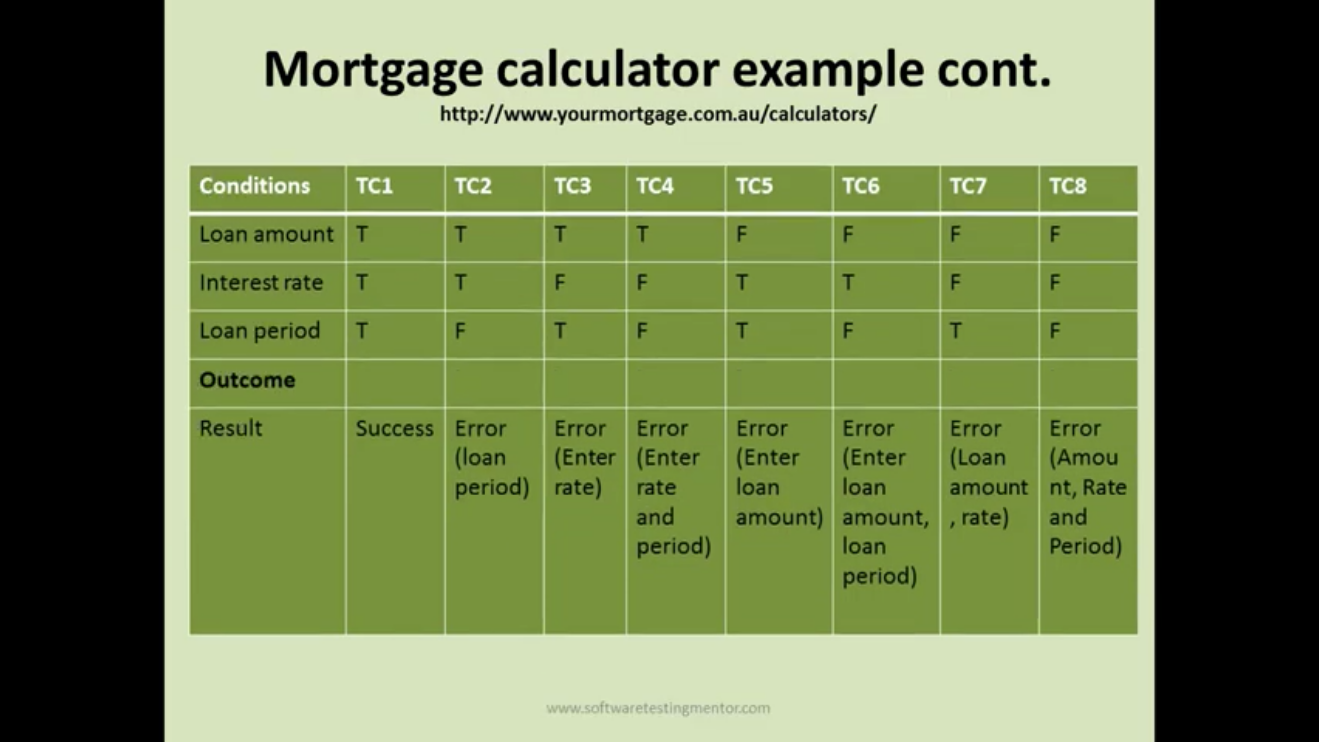 Mortgage calculator example cont.
http://www.yourmortgage.com.au/calculators/
Conditions TC1 TC2 TC3 TC4 TC5 TC6 TC7 TC8
Loan amount T T T T F F F F
Interest rate T T F F T T F F
Loan period T F T F T F T F
Outcome
Result Success Error Error Error Error Error Error Error
(loan (Enter (Enter (Enter (Enter (Loan (Amou
period) rate) rate loan loan amount nt, Rate
and amount) amount, , rate) and
period) loan Period)
period)
www.softwaretestingmentor.com